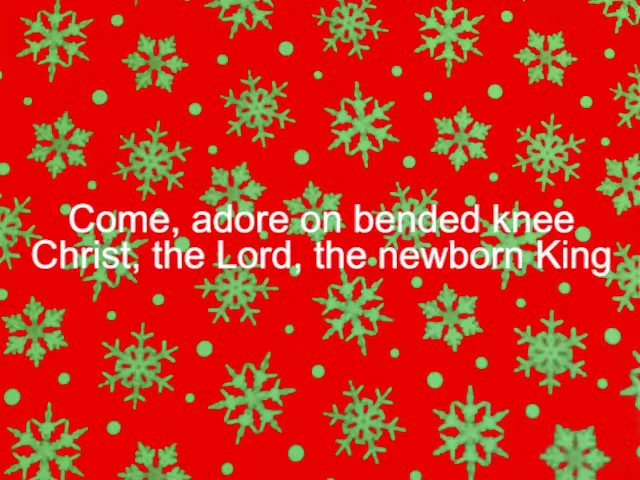 Come, adore on bended knee
Christ, the Lord, the newborn King